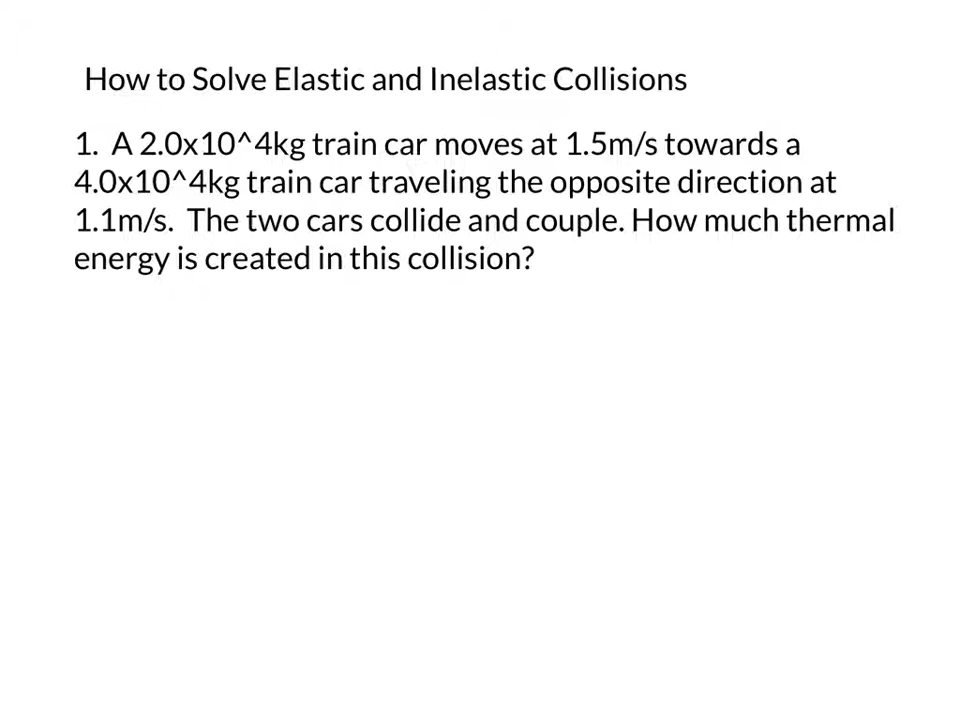 How to Solve Elastic and Inelastic Collisions
1. A 2.0x10^4kg train car moves at 1.5m/s towards a
4.0x10^4kg train car traveling the opposite direction at
1.1m/s. The two cars collide and couple. How much thermal
energy is created in this collision?